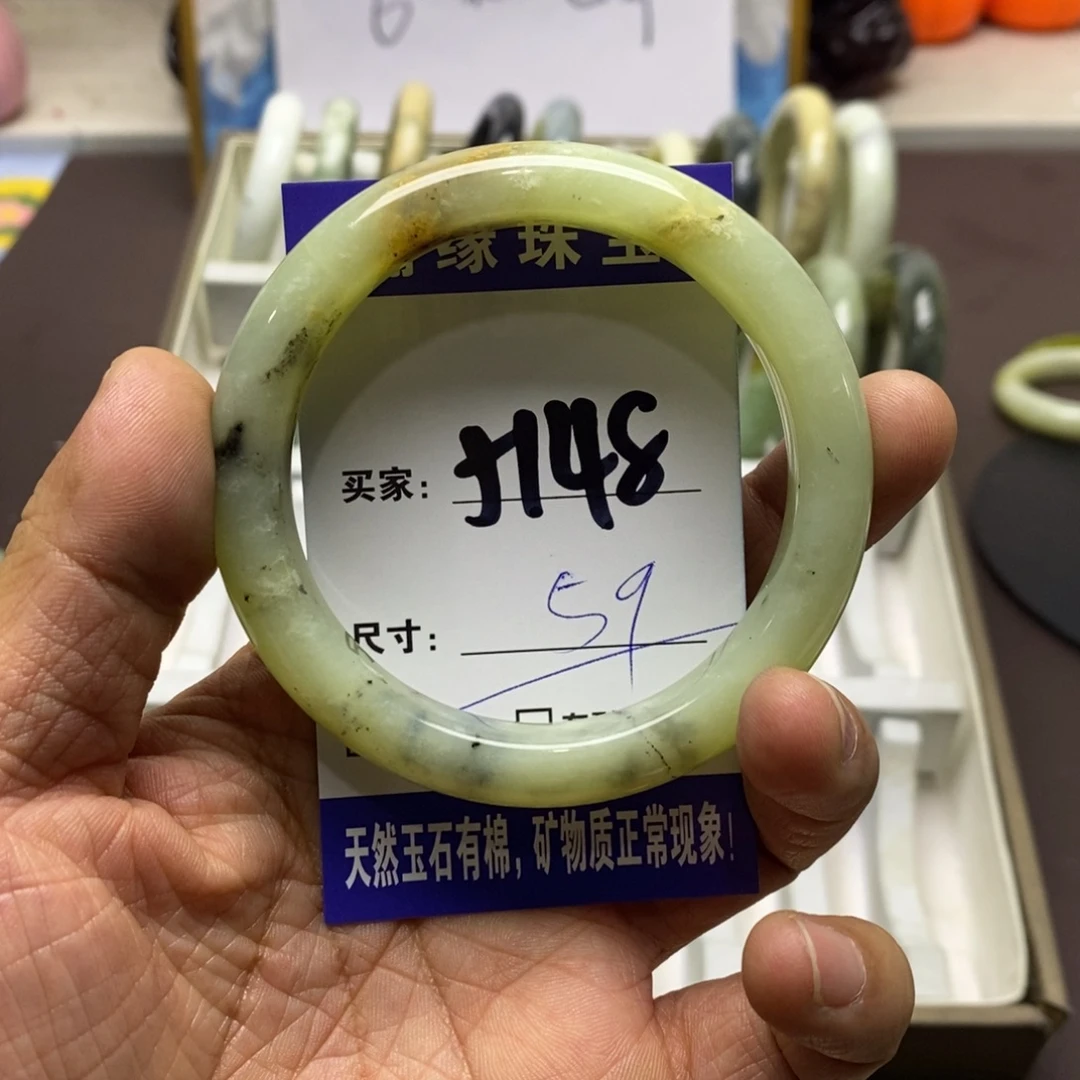 缘珠宝
买家: J148
尺寸: 59
天然玉石有棉,矿物质正常现象!